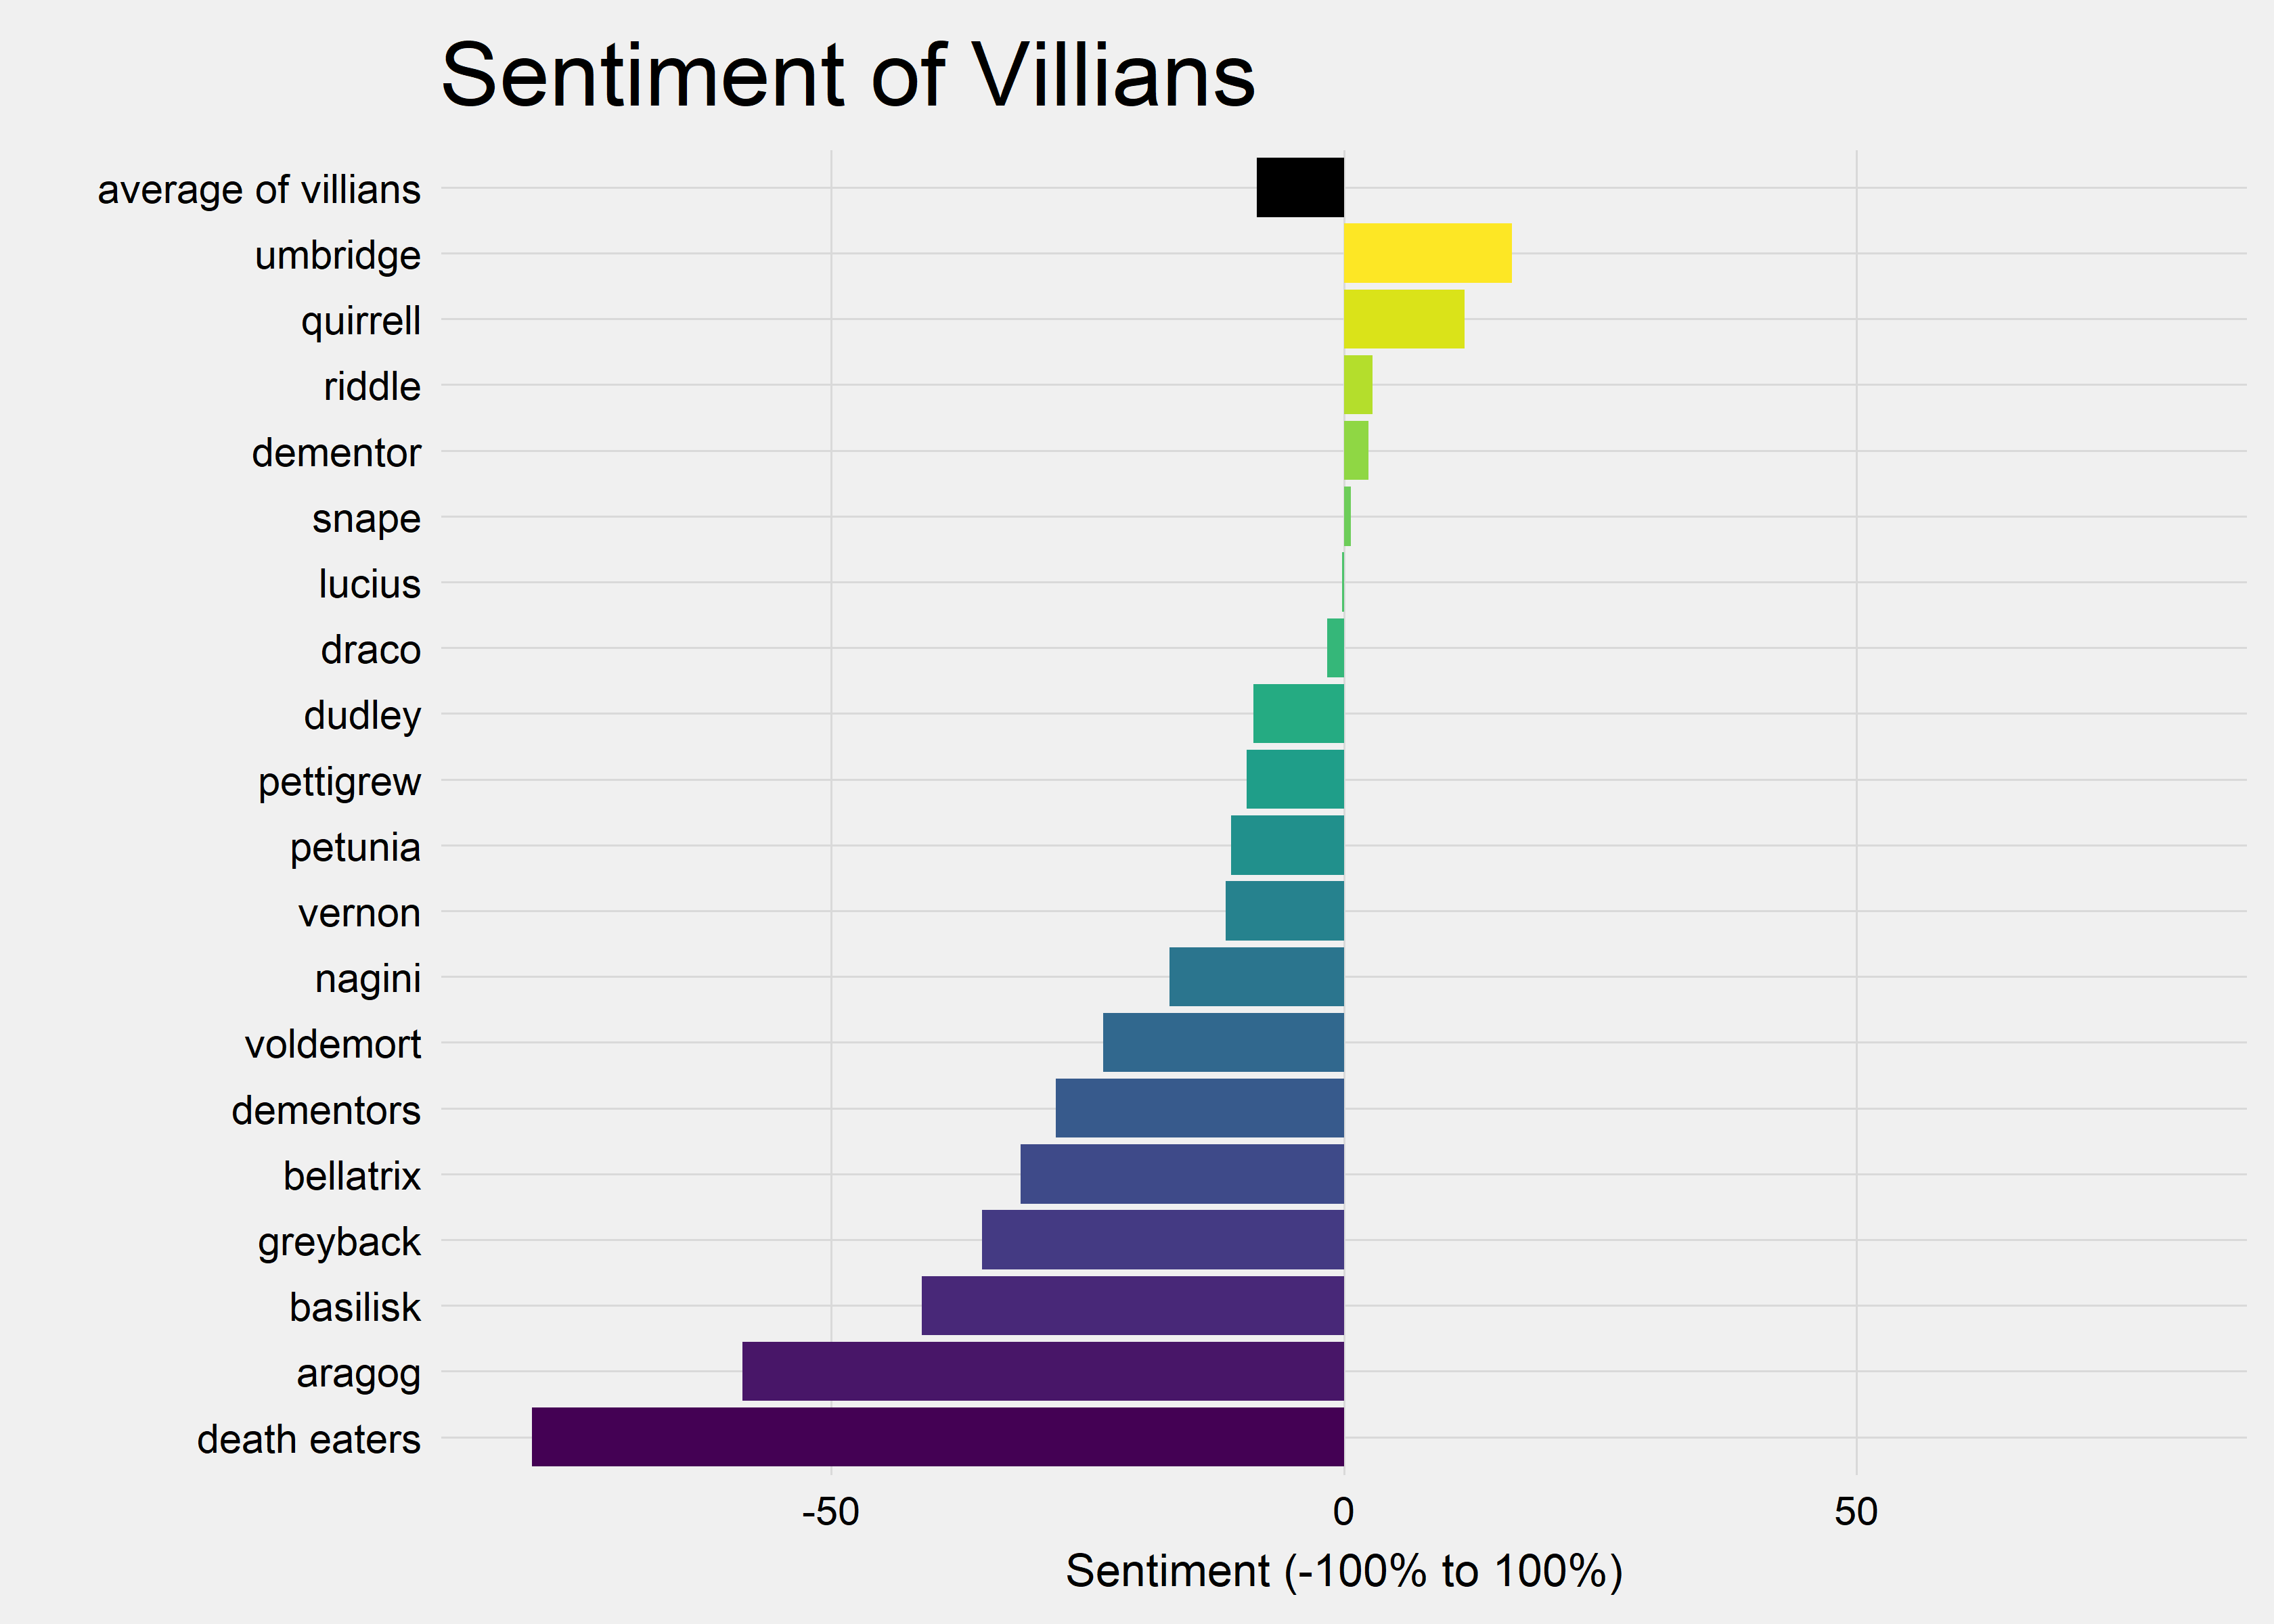 Sentiment of Villians
average of villians
umbridge
quirrell
riddle
dementor
snape
lucius
draco
dudley
pettigrew
petunia
vernon
nagini
voldemort
dementors
bellatrix
greyback
basilisk
aragog
death eaters
-50 0 50
Sentiment (-100% to 100%)